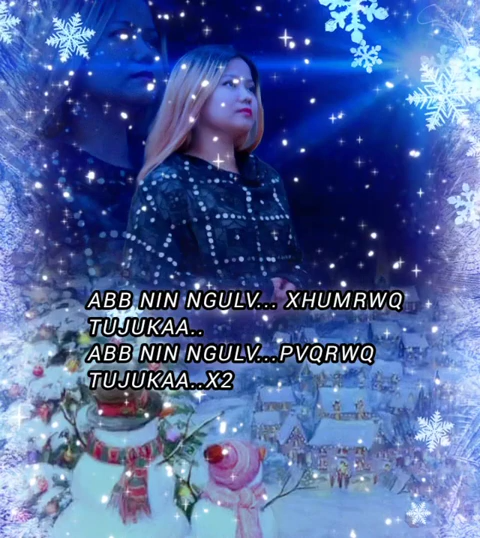 ABB NIN NGULV... XHUMRWQ
TUJUKAA..
ABB NIN NGULV...PVQRWQ
TUJUKAA..X2